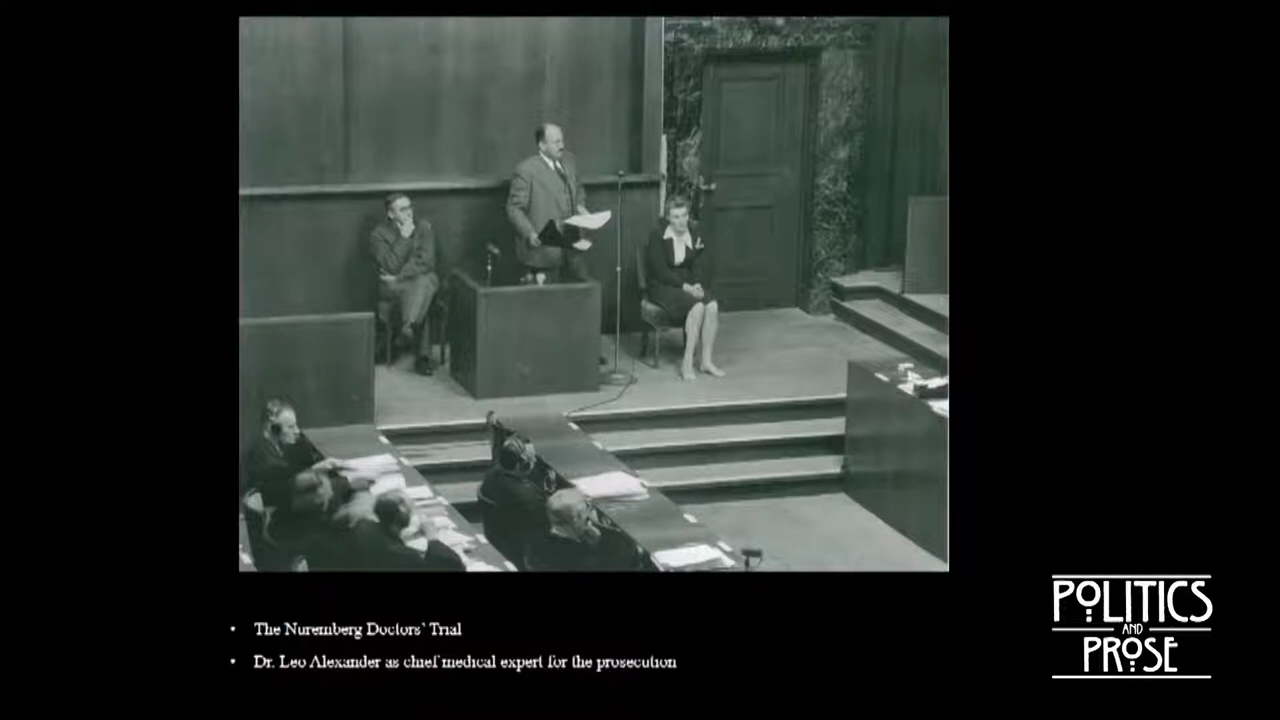 • The Nuremberg Doctors’ Trial
• Dr. Leo Alexander as chief medical expert for the prosecution
POLITICS
AND
PROSE